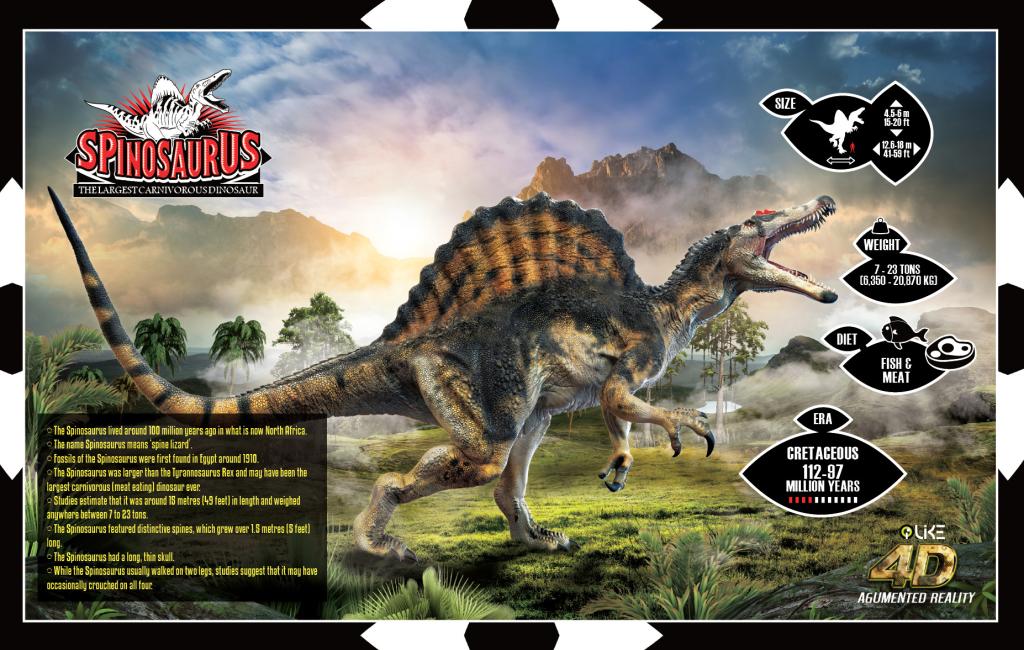 SPINOSAURUS
THE LARGEST CARNIVOROUS DINOSAUR
SIZE
4.5-6 m
15-20 ft
12.6-18 m
41-59 ft
WEIGHT
7 - 23 TONS
(6,350 - 20,870 KG)
DIET
FISH &
MEAT
ERA
CRETACEOUS
112-97
MILLION YEARS
○ The Spinosaurus lived around 100 million years ago in what is now North Africa.
○ The name Spinosaurus means 'spine lizard'.
○ Fossils of the Spinosaurus were first found in Egypt around 1910.
○ The Spinosaurus was larger than the Tyrannosaurus Rex and may have been the
largest carnivorous (meat eating) dinosaur ever.
○ Studies estimate that it was around 15 metres (49 feet) in length and weighed
anywhere between 7 to 23 tons.
○ The Spinosaurus featured distinctive spines, which grew over 1.5 metres (5 feet)
long.
○ The Spinosaurus had a long, thin skull.
○ While the Spinosaurus usually walked on two legs, studies suggest that it may have
occasionally crouched on all four.
QLiKE
4D
AGUMENTED REALITY